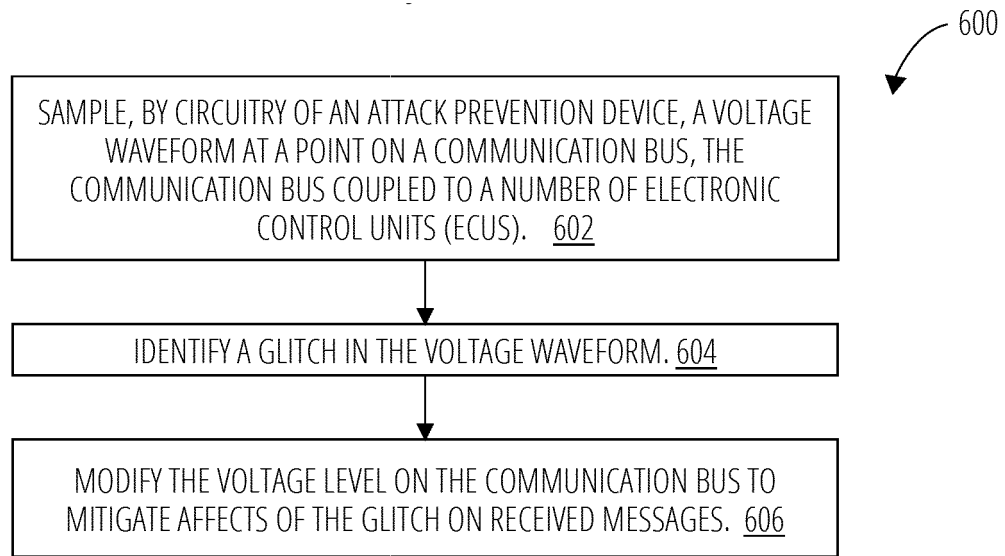 600
SAMPLE, BY CIRCUITRY OF AN ATTACK PREVENTION DEVICE, A VOLTAGE
WAVEFORM AT A POINT ON A COMMUNICATION BUS, THE
COMMUNICATION BUS COUPLED TO A NUMBER OF ELECTRONIC
CONTROL UNITS (ECUS). 602
IDENTIFY A GLITCH IN THE VOLTAGE WAVEFORM. 604
MODIFY THE VOLTAGE LEVEL ON THE COMMUNICATION BUS TO
MITIGATE AFFECTS OF THE GLITCH ON RECEIVED MESSAGES. 606